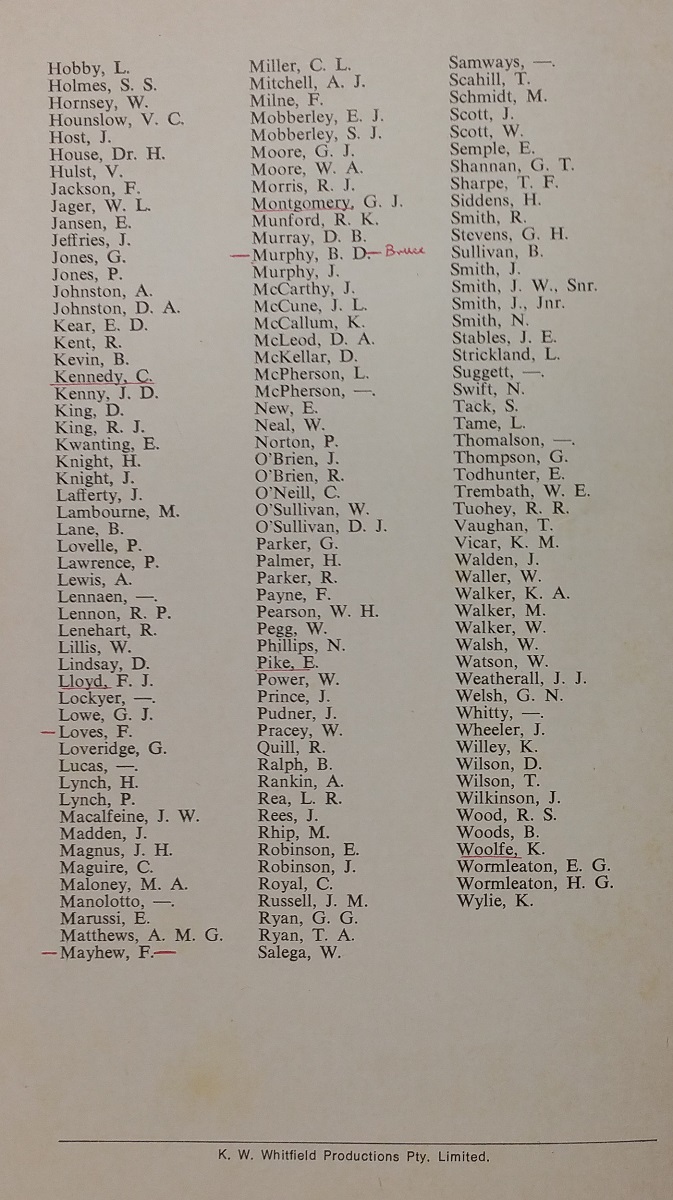 Hobby, L.
Holmes, S. S.
Hornsey, W.
Hounslow, V. C.
Host, J.
House, Dr. H.
Hulst, V.
Jackson, F.
Jager, W. L.
Jansen, E.
Jeffries, J.
Jones, G.
Jones, P.
Johnston, A.
Johnston, D. A.
Kear, E. D.
Kent, R.
Kevin, B.
Kennedy, C.
Kenny, J. D.
King, D.
King, R. J.
Kwanting, E.
Knight, H.
Knight, J.
Lafferty, J.
Lambourne, M.
Lane, B.
Lovelle, P.
Lawrence, P.
Lewis, A.
Lennaen, —.
Lennon, R. P.
Lenehart, R.
Lillis, W.
Lindsay, D.
Lloyd, F. J.
Lockyer, —.
Lowe, G. J.
Loves, F.
Loveridge, G.
Lucas, —.
Lynch, H.
Lynch, P.
Macalfeine, J. W.
Madden, J.
Magnus, J. H.
Maguire, C.
Maloney, M. A.
Manolotto, —.
Marussi, E.
Matthews, A. M. G.
Mayhew, F.
Miller, C. L.
Mitchell, A. J.
Milne, F.
Mobberley, E. J.
Mobberley, S. J.
Moore, G. J.
Moore, W. A.
Morris, R. J.
Montgomery, G. J.
Munford, R. K.
Murray, D. B.
Murphy, B. D. — Bruce
Murphy, J.
McCarthy, J.
McCune, J. L.
McCallum, K.
McLeod, D. A.
McKellar, D.
McPherson, L.
McPherson, —.
New, E.
Neal, W.
Norton, P.
O'Brien, J.
O'Brien, R.
O'Neill, C.
O'Sullivan, W.
O'Sullivan, D. J.
Parker, G.
Palmer, H.
Parker, R.
Payne, F.
Pearson, W. H.
Pegg, W.
Phillips, N.
Pike, E.
Power, W.
Prince, J.
Pudner, J.
Pracey, W.
Quill, R.
Ralph, B.
Rankin, A.
Rea, L. R.
Rees, J.
Rhip, M.
Robinson, E.
Robinson, J.
Royal, C.
Russell, J. M.
Ryan, G. G.
Ryan, T. A.
Salega, W.
Samways, —.
Scahill, T.
Schmidt, M.
Scott, J.
Scott, W.
Semple, E.
Shannan, G. T.
Sharpe, T. F.
Siddens, H.
Smith, R.
Stevens, G. H.
Sullivan, B.
Smith, J.
Smith, J. W., Snr.
Smith, J., Jnr.
Smith, N.
Stables, J. E.
Strickland, L.
Suggett, —.
Swift, N.
Tack, S.
Tame, L.
Thomalson, —.
Thompson, G.
Todhunter, E.
Trembath, W. E.
Tuohey, R. R.
Vaughan, T.
Vicar, K. M.
Walden, J.
Waller, W.
Walker, K. A.
Walker, M.
Walker, W.
Walsh, W.
Watson, W.
Weatherall, J. J.
Welsh, G. N.
Whitty, —.
Wheeler, J.
Willey, K.
Wilson, D.
Wilson, T.
Wilkinson, J.
Wood, R. S.
Woods, B.
Woolfe, K.
Wormleaton, E. G.
Wormleaton, H. G.
Wylie, K.
K. W. Whitfield Productions Pty. Limited.